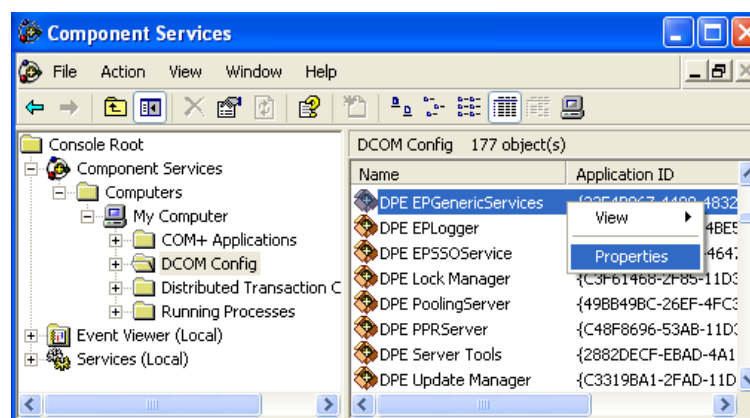 Component Services
File Action View Window Help
Console Root
Component Services
Computers
My Computer
COM+ Applications
DCOM Config
Distributed Transaction C
Running Processes
Event Viewer (Local)
Services (Local)
DCOM Config 177 object(s)
Name Application ID
DPE EPGenericServices
DPE EPLogger 4BE5
DPE EPSSOService 4647
DPE Lock Manager {C3F61468-2F85-11D3
DPE PoolingServer {49BB49BC-26EF-4FC3
DPE PPRServer {C48F8696-53AB-11D3
DPE Server Tools {2882DECF-EBAD-4A1
DPE Update Manager {C3319BA1-2FAD-11D
View
Properties